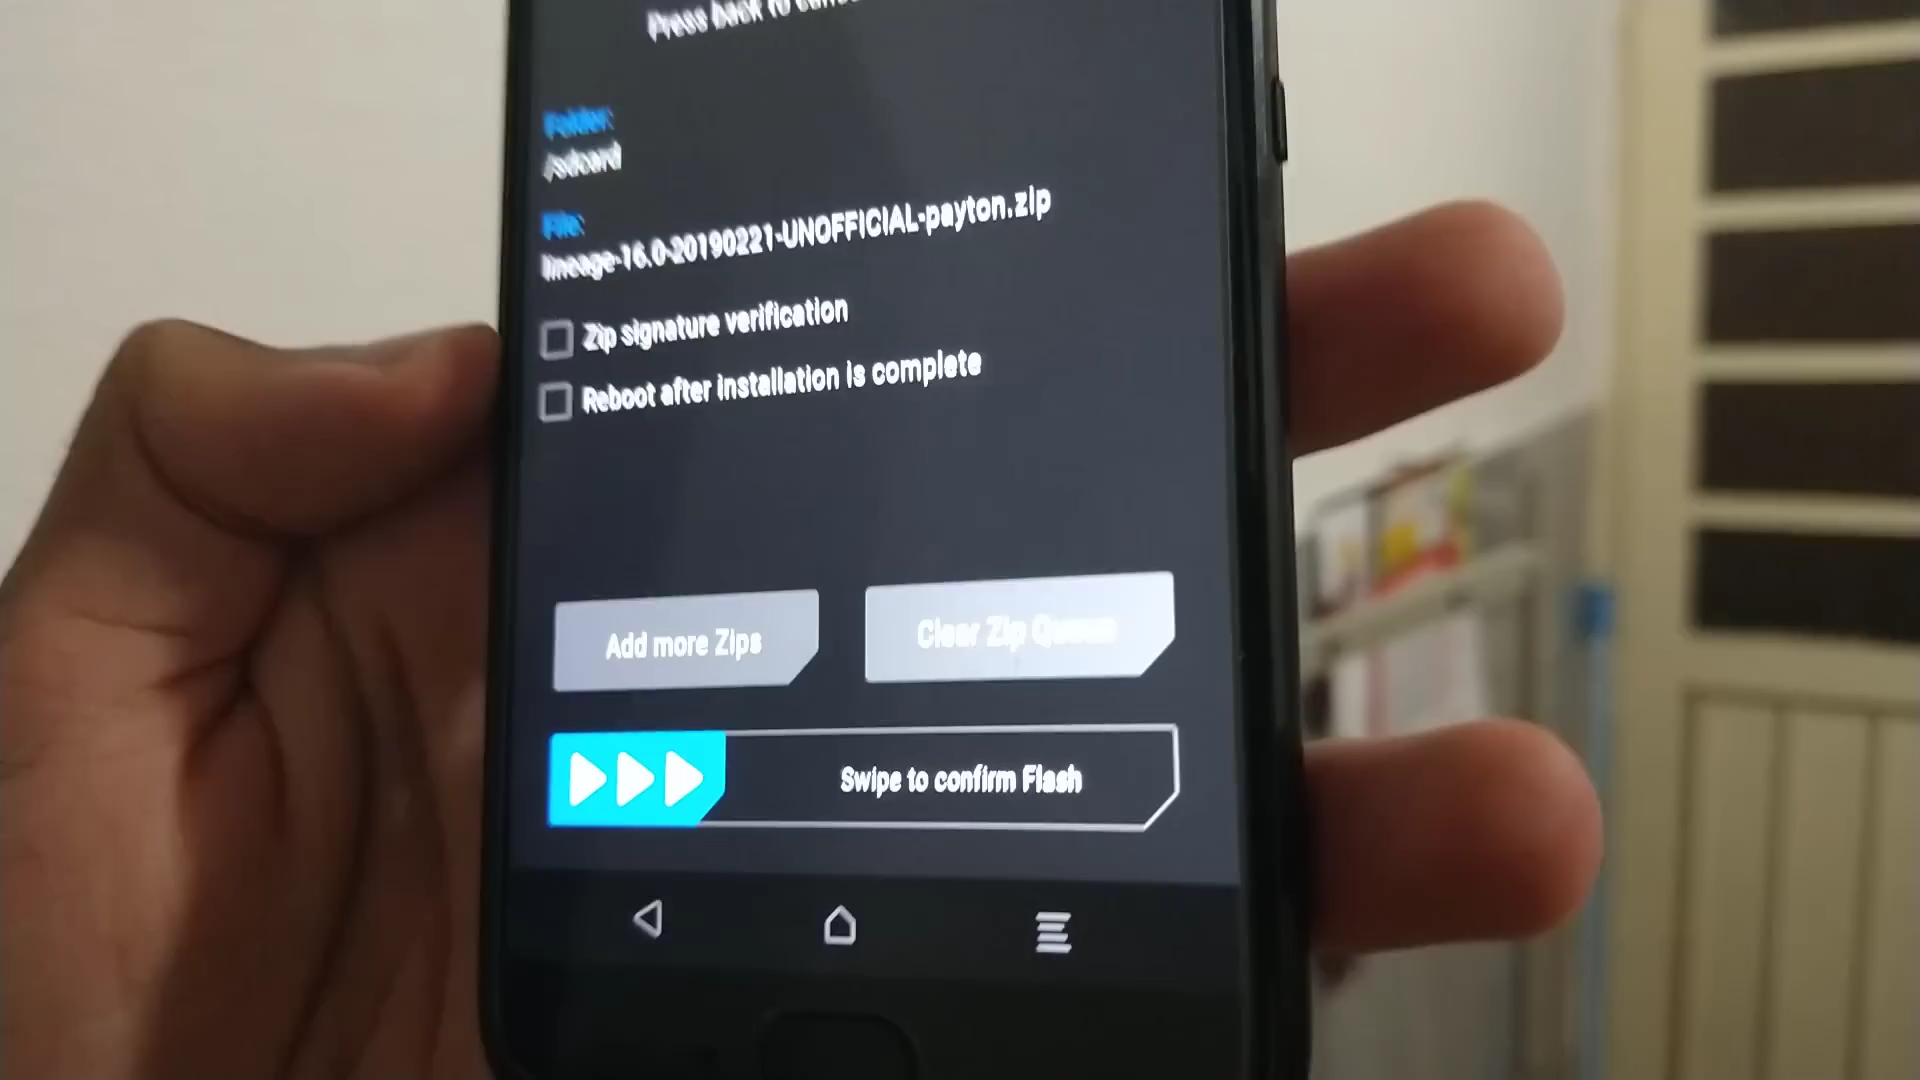 Press back to
Folder:
/sdcard
File:
lineage-16.0-20190221-UNOFFICIAL-payton.zip
Zip signature verification
Reboot after installation is complete
Add more Zips
Clear Zip Queue
Swipe to confirm Flash